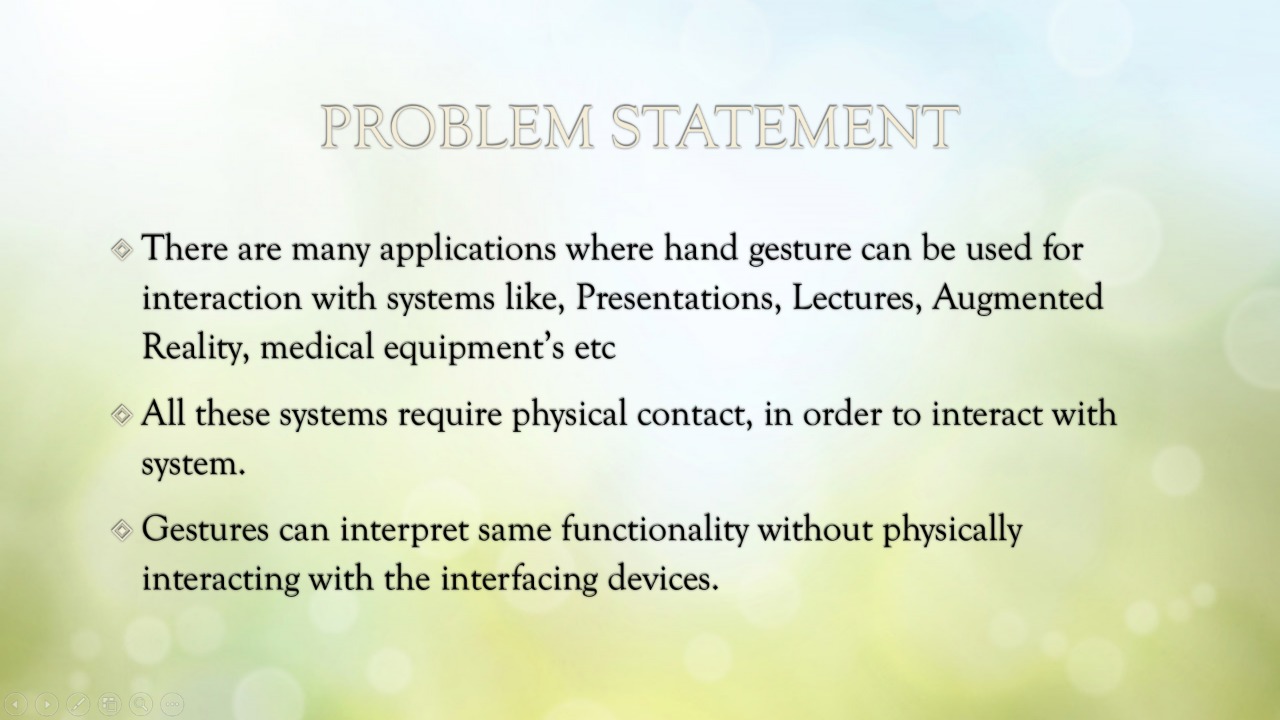 PROBLEM STATEMENT
There are many applications where hand gesture can be used for
interaction with systems like, Presentations, Lectures, Augmented
Reality, medical equipment’s etc
All these systems require physical contact, in order to interact with
system.
Gestures can interpret same functionality without physically
interacting with the interfacing devices.